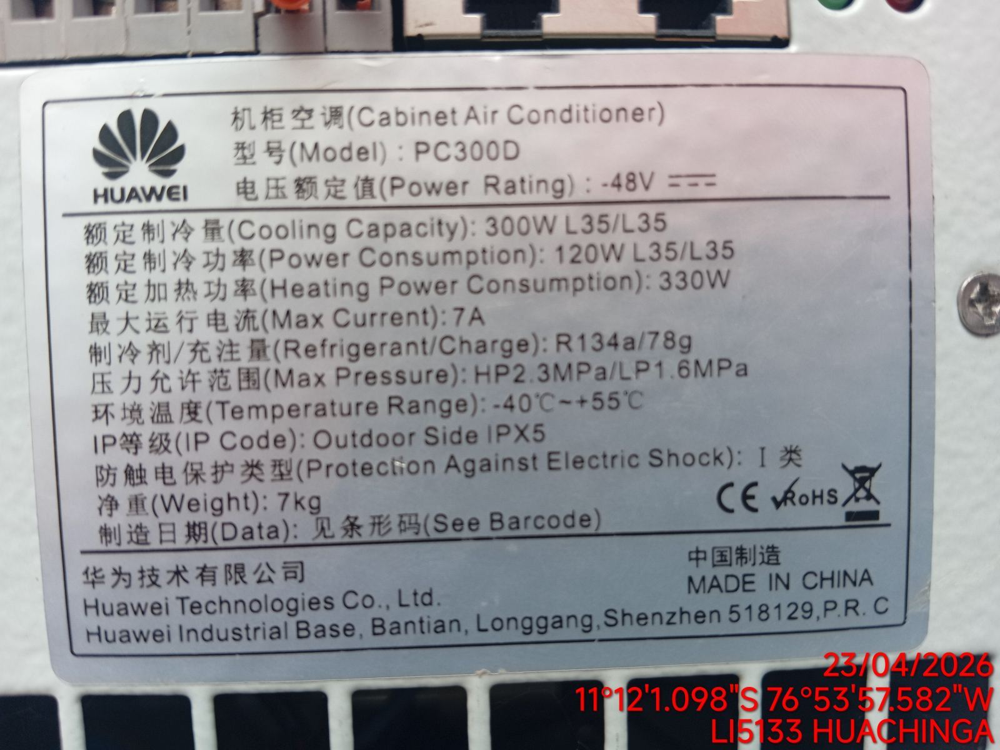 HUAWEI
机柜空调(Cabinet Air Conditioner)
型号(Model) : PC300D
电压额定值(Power Rating) : -48V
额定制冷量(Cooling Capacity): 300W L35/L35
额定制冷功率(Power Consumption): 120W L35/L35
额定加热功率(Heating Power Consumption): 330W
最大运行电流(Max Current): 7A
制冷剂/充注量(Refrigerant/Charge): R134a/78g
压力允许范围(Max Pressure): HP2.3MPa/LP1.6MPa
环境温度(Temperature Range): -40℃~+55℃
IP等级(IP Code): Outdoor Side IPX5
防触电保护类型(Protection Against Electric Shock): I 类
净重(Weight): 7kg
CE RoHS
制造日期(Data): 见条形码(See Barcode)
华为技术有限公司
Huawei Technologies Co., Ltd.
Huawei Industrial Base, Bantian, Longgang,Shenzhen 518129,P.R. C
中国制造
MADE IN CHINA
23/04/2026
11°12'1.098"S 76°53'57.582"W
LI5133 HUACHINGA